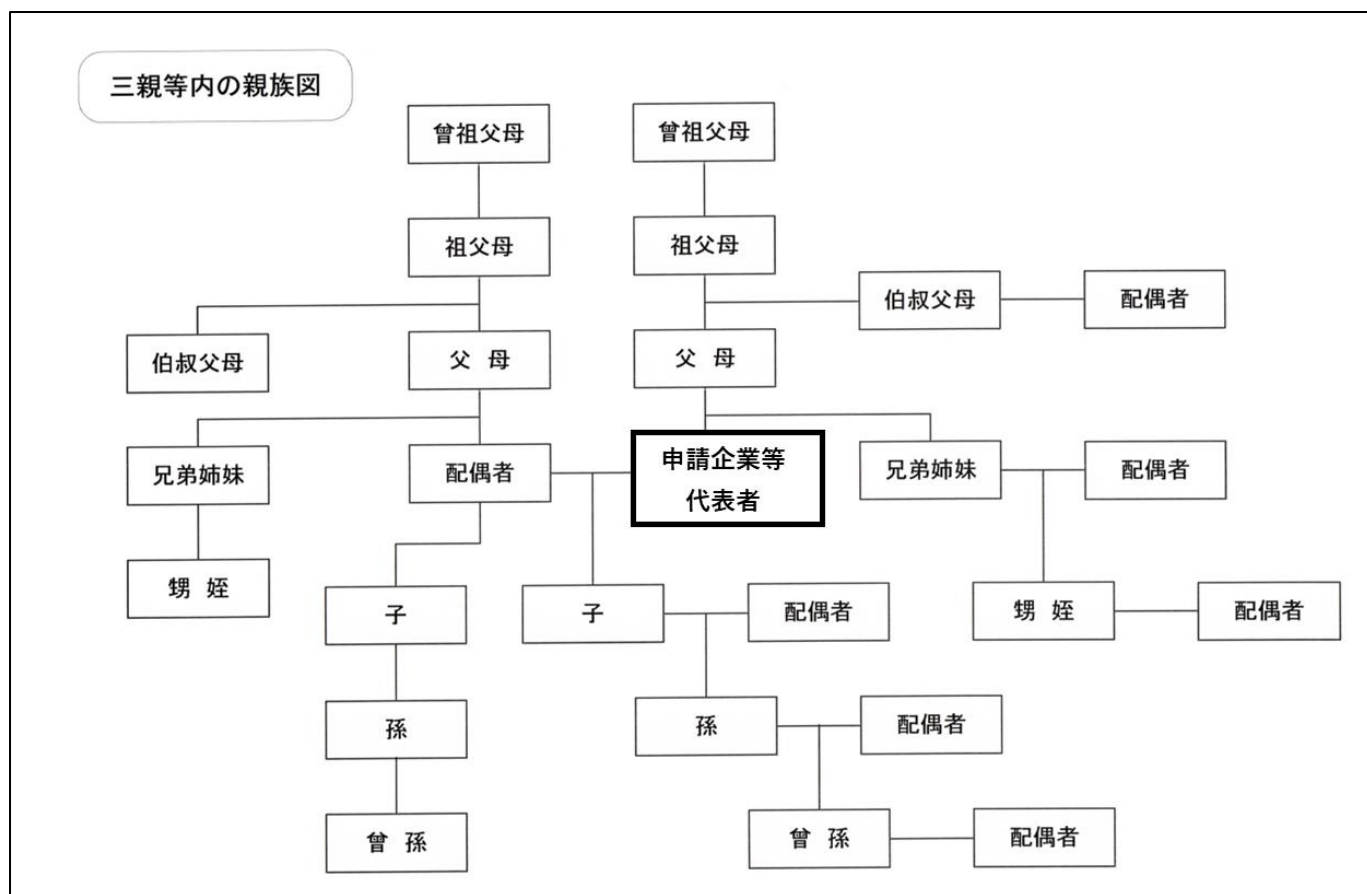 三親等内の親族図
曾祖父母
曾祖父母
祖父母
祖父母
伯叔父母
配偶者
伯叔父母
父 母
父 母
兄弟姉妹
配偶者
申請企業等
代表者
兄弟姉妹
配偶者
甥 姪
子
子
配偶者
甥 姪
配偶者
孫
孫
配偶者
曾 孫
曾 孫
配偶者